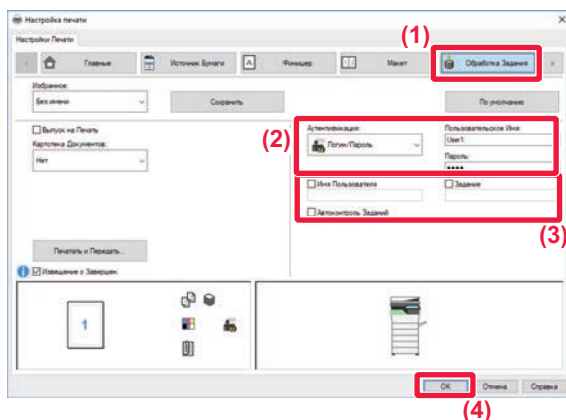 Настройка печати
Настройки Печати
(1)
Главные
Источник Бумаги
Финишер
Макет
Обработка Задания
Избранное:
Без имени
Сохранить
По умолчанию
(2)
Выпуск на Печать
Картотека Документов:
Нет
Аутентификация:
Логин/Пароль
Пользовательское Имя:
User1
Пароль:
Имя Пользователя
Задание
Автоконтроль Заданий
(3)
Печатать и Передать...
Извещение о Завершен.
1
OK
Отмена
Справка
(4)